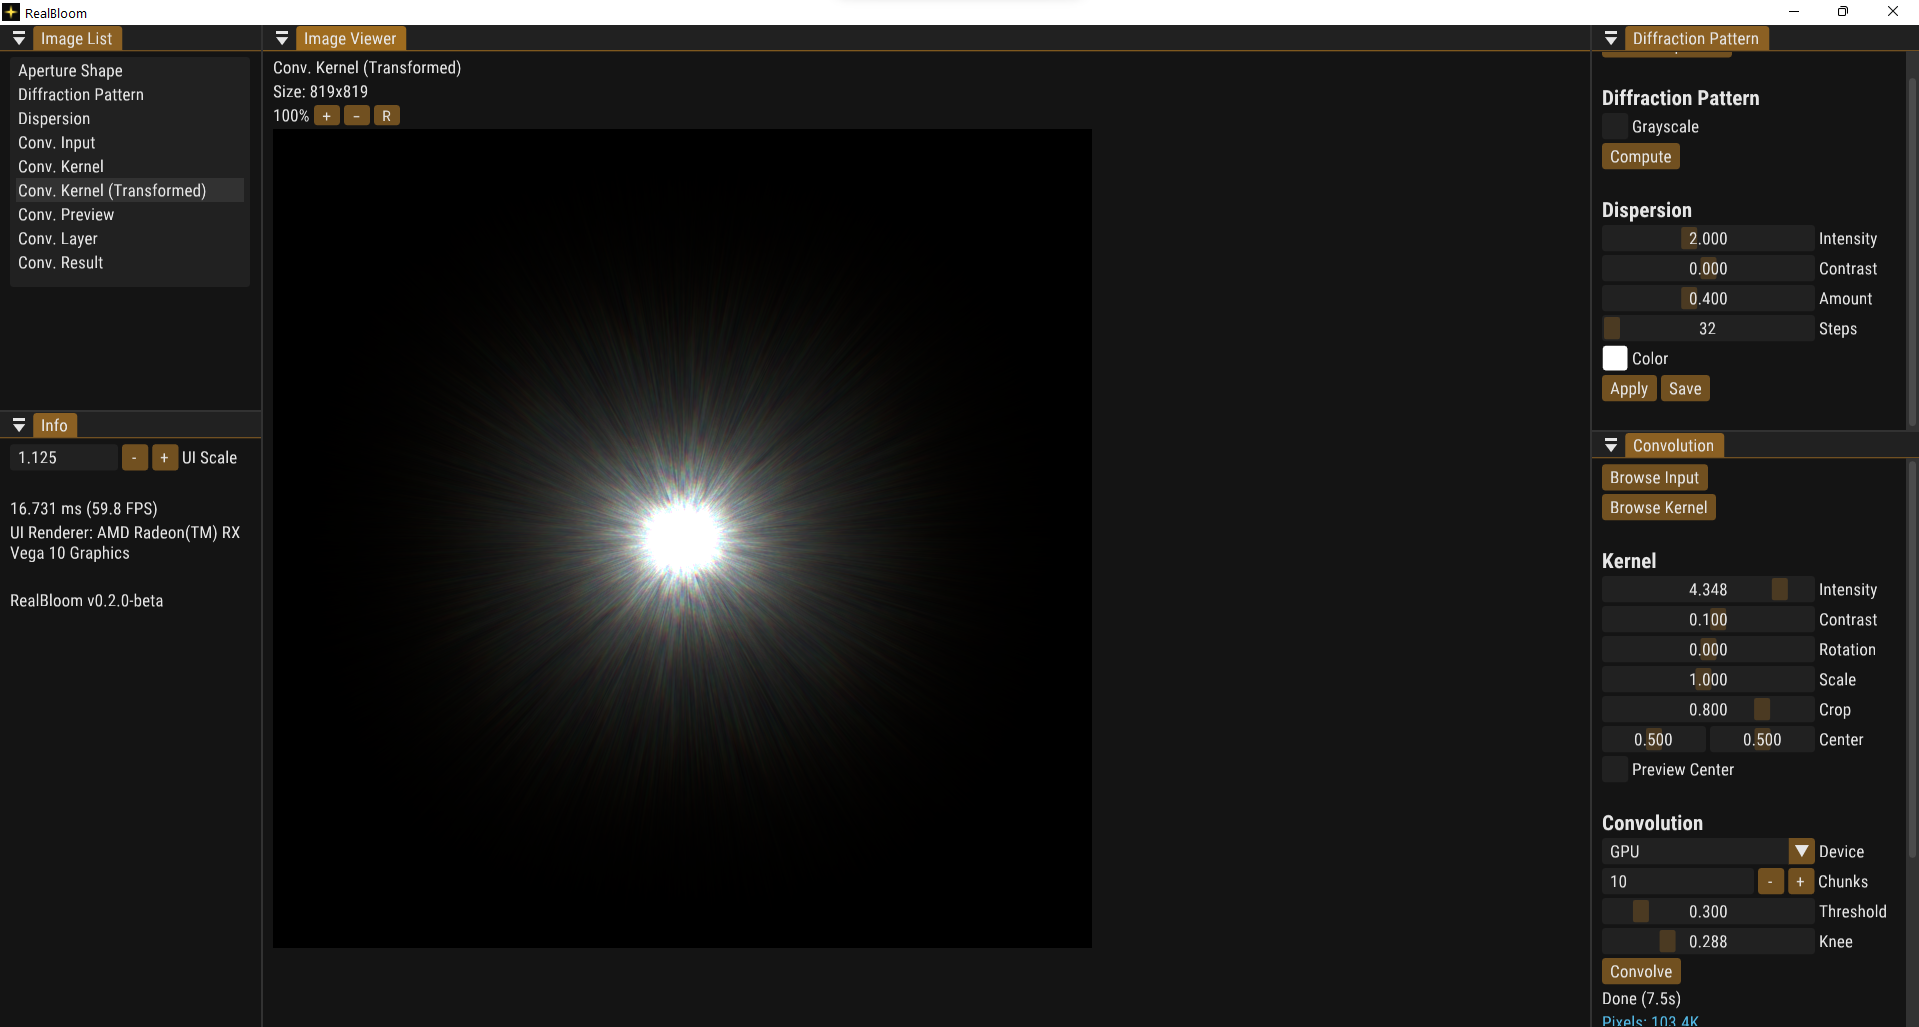 RealBloom
Image List
Aperture Shape
Diffraction Pattern
Dispersion
Conv. Input
Conv. Kernel
Conv. Kernel (Transformed)
Conv. Preview
Conv. Layer
Conv. Result
Info
1.125 - + UI Scale
16.731 ms (59.8 FPS)
UI Renderer: AMD Radeon(TM) RX
Vega 10 Graphics
RealBloom v0.2.0-beta
Image Viewer
Conv. Kernel (Transformed)
Size: 819x819
100% + - R
Diffraction Pattern
Diffraction Pattern
Grayscale
Compute
Dispersion
2.000 Intensity
0.000 Contrast
0.400 Amount
32 Steps
Color
Apply Save
Convolution
Browse Input
Browse Kernel
Kernel
4.348 Intensity
0.100 Contrast
0.000 Rotation
1.000 Scale
0.800 Crop
0.500 0.500 Center
Preview Center
Convolution
GPU Device
10 - + Chunks
0.300 Threshold
0.288 Knee
Convolve
Done (7.5s)
Pixels: 103.4K